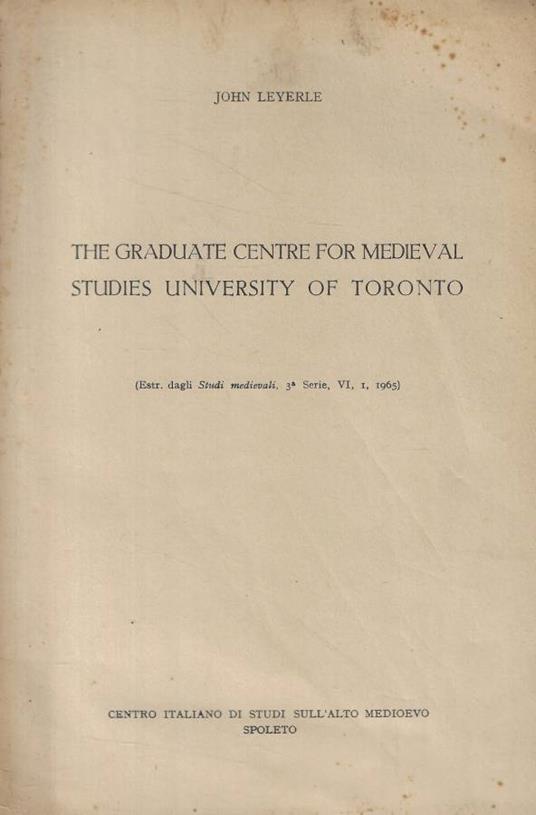 JOHN LEYERLE
THE GRADUATE CENTRE FOR MEDIEVAL
STUDIES UNIVERSITY OF TORONTO
(Estr. dagli Studi medievali, 3ª Serie, VI, 1, 1965)
CENTRO ITALIANO DI STUDI SULL'ALTO MEDIOEVO
SPOLETO